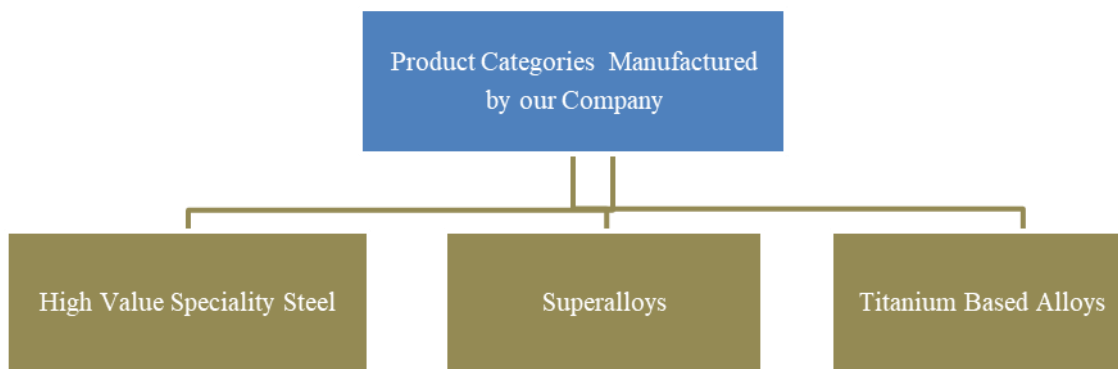 Product Categories Manufactured
by our Company
High Value Speciality Steel
Superalloys
Titanium Based Alloys